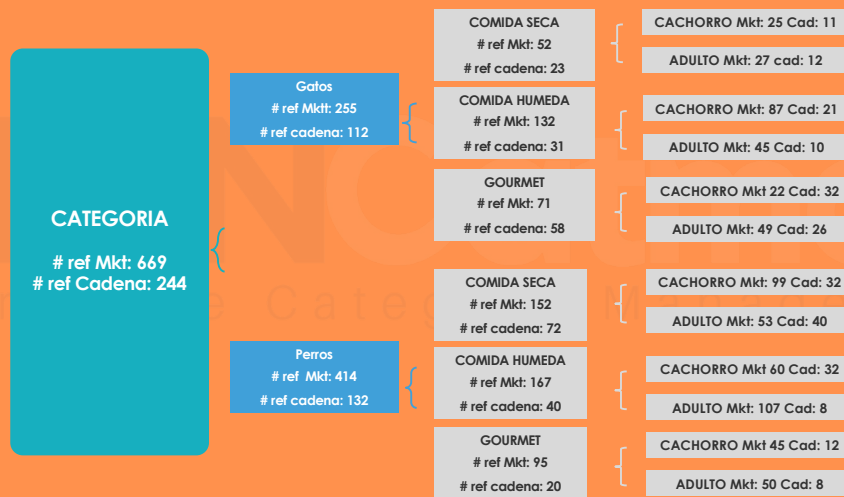 CATEGORIA
# ref Mkt: 669
# ref Cadena: 244
Gatos
# ref Mktt: 255
# ref cadena: 112
COMIDA SECA
# ref Mkt: 52
# ref cadena: 23
CACHORRO Mkt: 25 Cad: 11
ADULTO Mkt: 27 cad: 12
COMIDA HUMEDA
# ref Mkt: 132
# ref cadena: 31
CACHORRO Mkt: 87 Cad: 21
ADULTO Mkt: 45 Cad: 10
GOURMET
# ref Mkt: 71
# ref cadena: 58
CACHORRO Mkt 22 Cad: 32
ADULTO Mkt: 49 Cad: 26
Perros
# ref Mkt: 414
# ref cadena: 132
COMIDA SECA
# ref Mkt: 152
# ref cadena: 72
CACHORRO Mkt: 99 Cad: 32
ADULTO Mkt: 53 Cad: 40
COMIDA HUMEDA
# ref Mkt: 167
# ref cadena: 40
CACHORRO Mkt 60 Cad: 32
ADULTO Mkt: 107 Cad: 8
GOURMET
# ref Mkt: 95
# ref cadena: 20
CACHORRO Mkt 45 Cad: 12
ADULTO Mkt: 50 Cad: 8